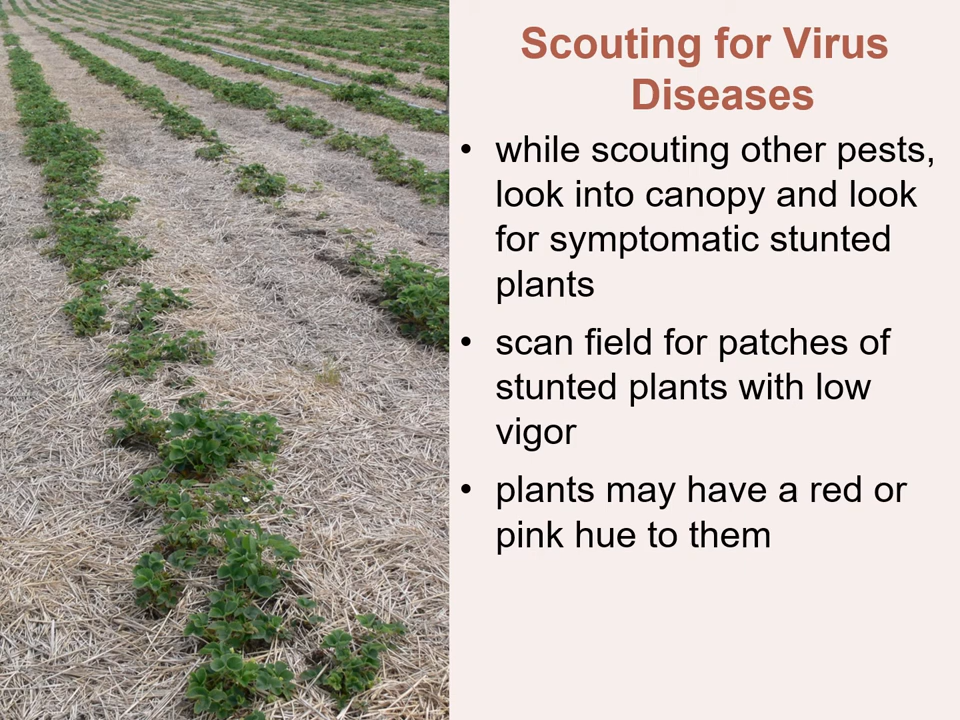 Scouting for Virus
Diseases
• while scouting other pests,
look into canopy and look
for symptomatic stunted
plants
• scan field for patches of
stunted plants with low
vigor
• plants may have a red or
pink hue to them